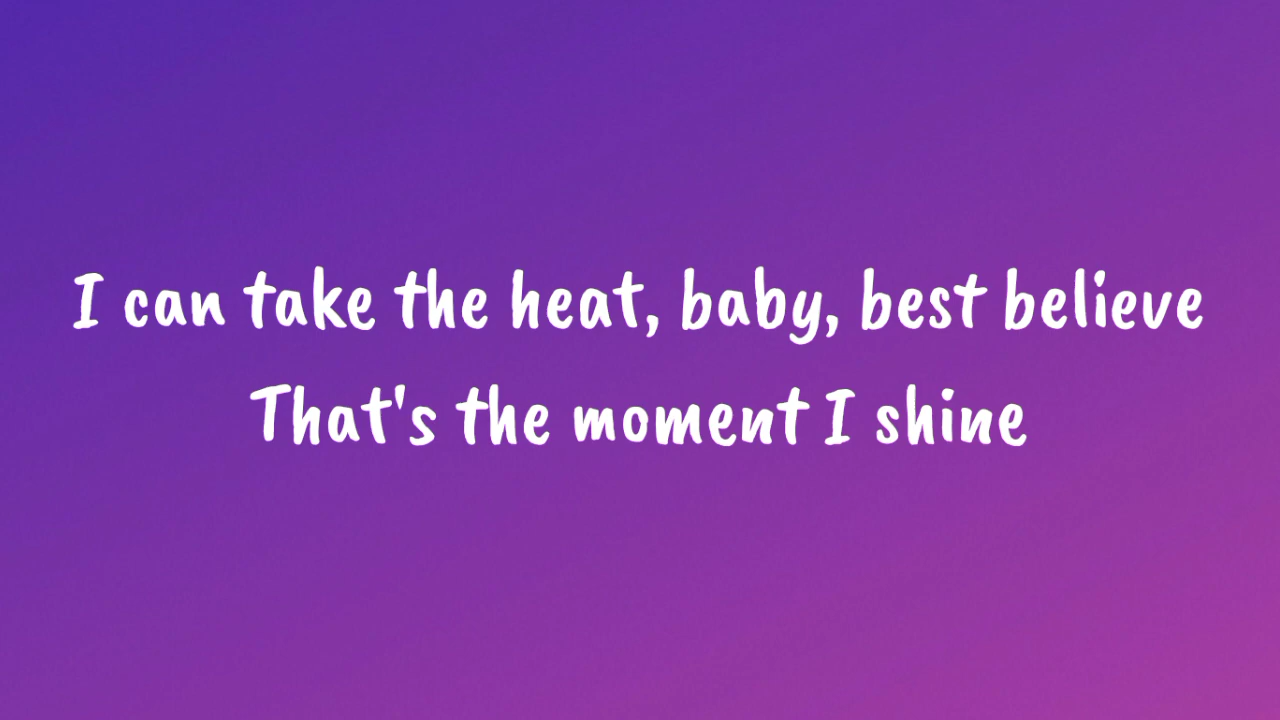 I can take the heat, baby, best believe
That's the moment I shine